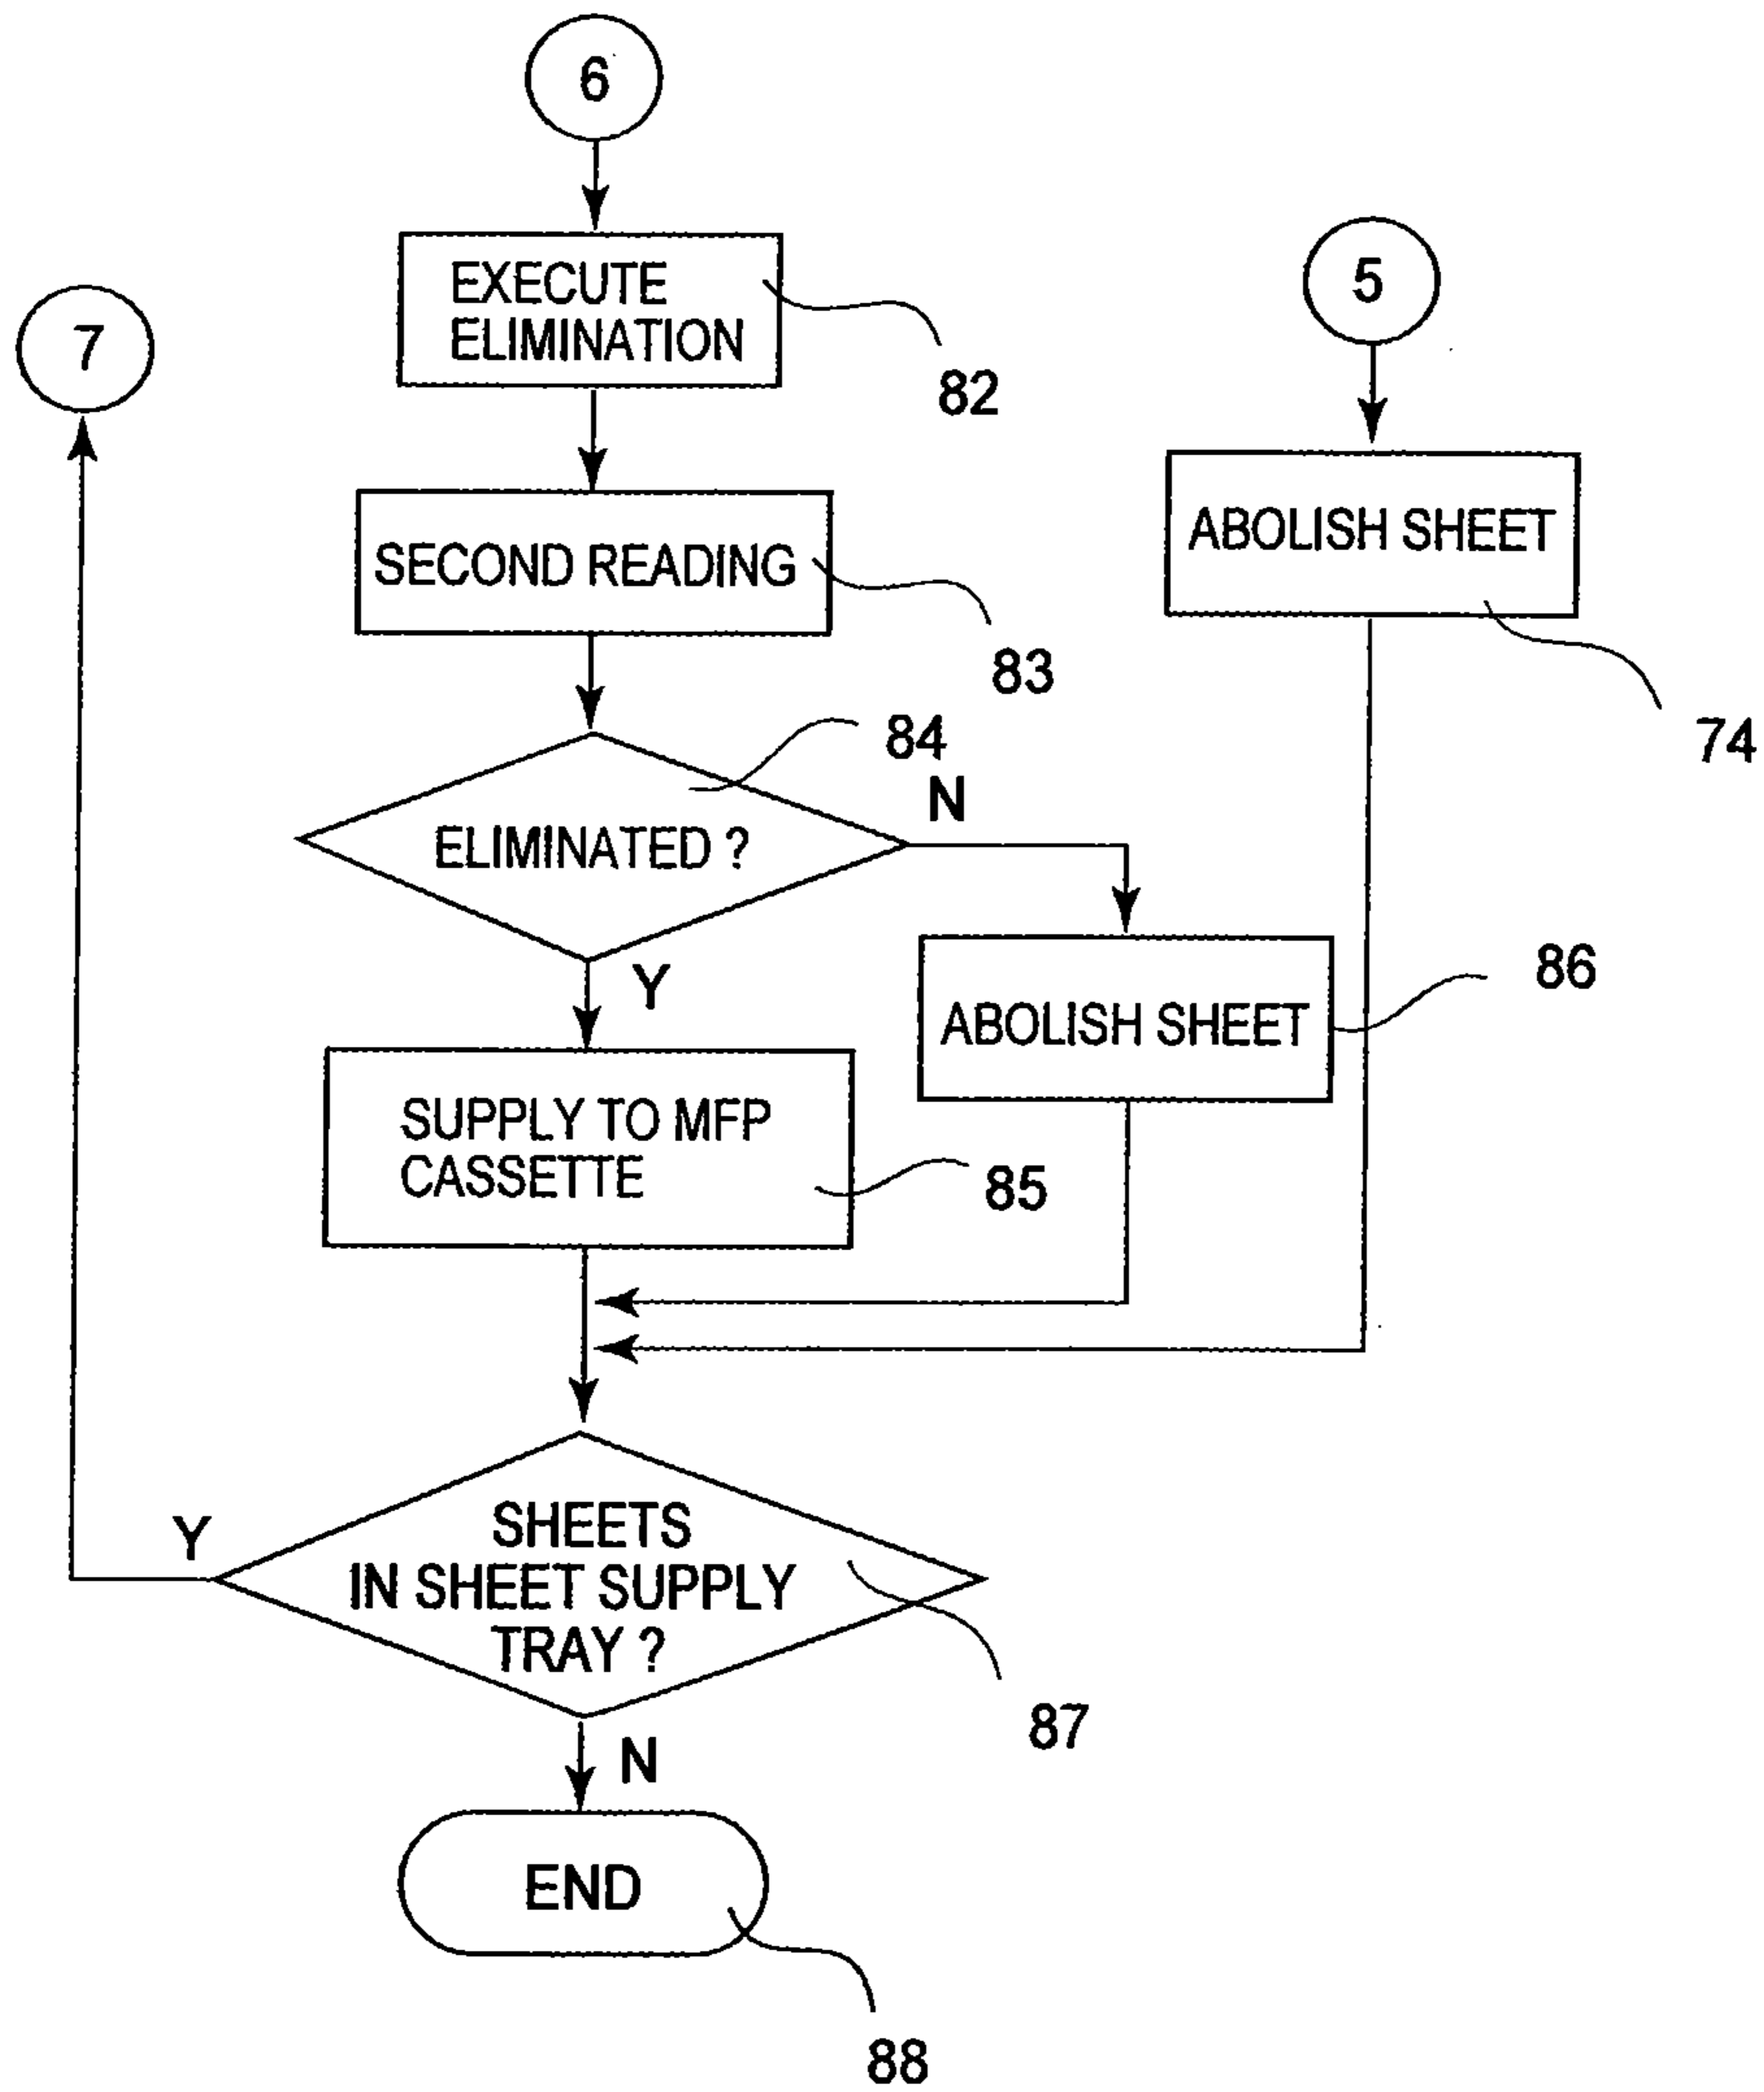 6
EXECUTE
ELIMINATION
82
5
7
SECOND READING
83
ABOLISH SHEET
74
84
N
ELIMINATED ?
Y
ABOLISH SHEET
86
SUPPLY TO MFP
CASSETTE
85
Y
SHEETS
IN SHEET SUPPLY
TRAY ?
87
N
END
88